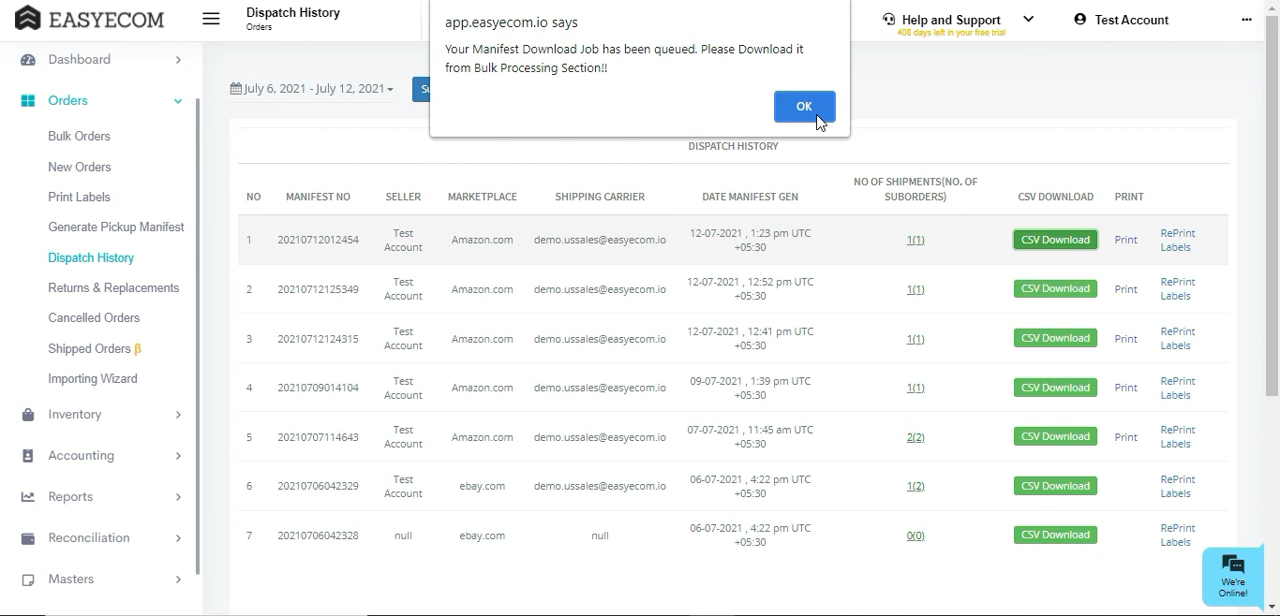 EASYECOM
Dispatch History
Orders
app.easyecom.io says
Your Manifest Download Job has been queued. Please Download it
from Bulk Processing Section!!
OK
Help and Support
408 days left in your free trial
Test Account
Dashboard
Orders
Bulk Orders
New Orders
Print Labels
Generate Pickup Manifest
Dispatch History
Returns & Replacements
Cancelled Orders
Shipped Orders β
Importing Wizard
Inventory
Accounting
Reports
Reconciliation
Masters
July 6, 2021 - July 12, 2021
DISPATCH HISTORY
NO MANIFEST NO SELLER MARKETPLACE SHIPPING CARRIER DATE MANIFEST GEN NO OF SHIPMENTS(NO. OF SUBORDERS) CSV DOWNLOAD PRINT
1 20210712012454 Test Account Amazon.com demo.ussales@easyecom.io 12-07-2021 , 1:23 pm UTC +05:30 1(1) CSV Download Print RePrint Labels
2 20210712125349 Test Account Amazon.com demo.ussales@easyecom.io 12-07-2021 , 12:52 pm UTC +05:30 1(1) CSV Download Print RePrint Labels
3 20210712124315 Test Account Amazon.com demo.ussales@easyecom.io 12-07-2021 , 12:41 pm UTC +05:30 1(1) CSV Download Print RePrint Labels
4 20210709014104 Test Account Amazon.com demo.ussales@easyecom.io 09-07-2021 , 1:39 pm UTC +05:30 1(1) CSV Download Print RePrint Labels
5 20210707114643 Test Account Amazon.com demo.ussales@easyecom.io 07-07-2021 , 11:45 am UTC +05:30 2(2) CSV Download Print RePrint Labels
6 20210706042329 Test Account ebay.com demo.ussales@easyecom.io 06-07-2021 , 4:22 pm UTC +05:30 1(2) CSV Download RePrint Labels
7 20210706042328 null ebay.com null 06-07-2021 , 4:22 pm UTC +05:30 0(0) CSV Download RePrint Labels
We're
Online!